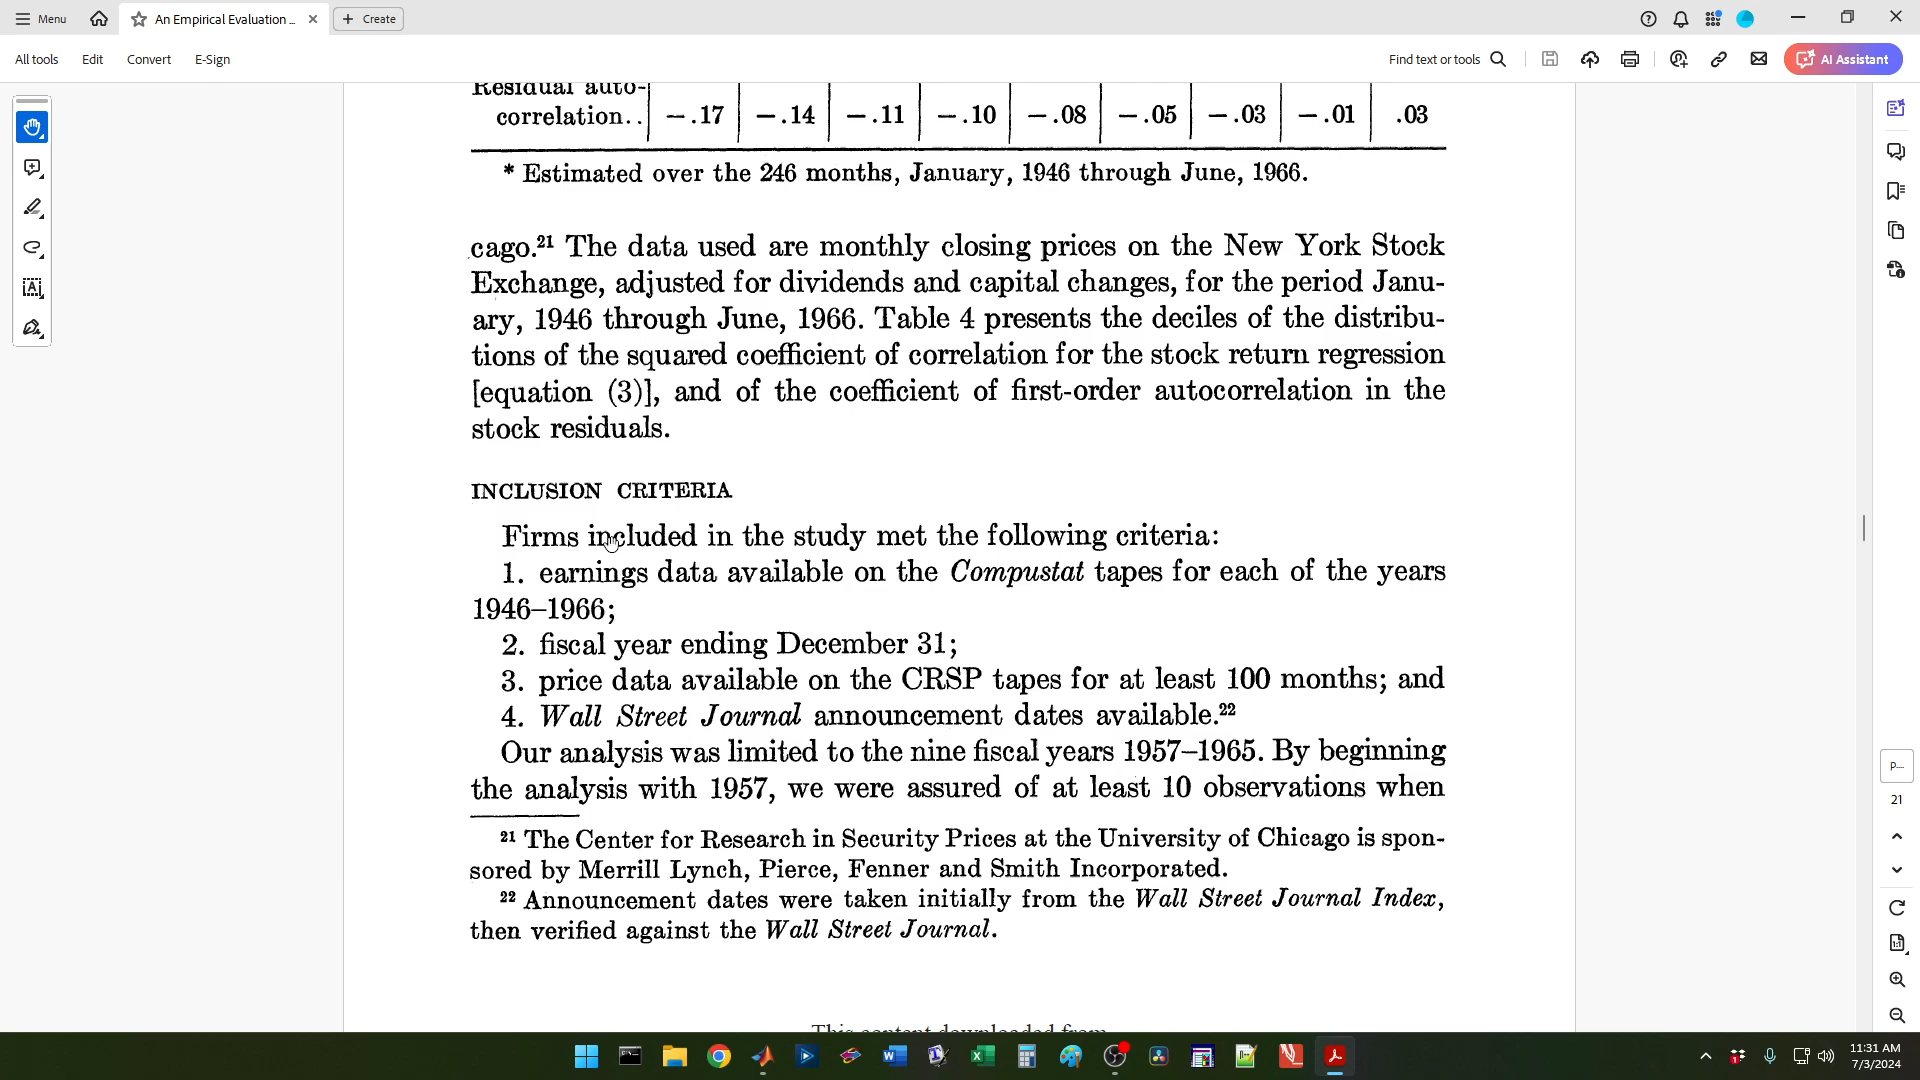 Menu
An Empirical Evaluation ...
Create
All tools
Edit
Convert
E-Sign
Find text or tools
AI Assistant
Residual auto-
correlation.. -.17 -.14 -.11 -.10 -.08 -.05 -.03 -.01 .03
* Estimated over the 246 months, January, 1946 through June, 1966.
cago.²¹ The data used are monthly closing prices on the New York Stock
Exchange, adjusted for dividends and capital changes, for the period Janu-
ary, 1946 through June, 1966. Table 4 presents the deciles of the distribu-
tions of the squared coefficient of correlation for the stock return regression
[equation (3)], and of the coefficient of first-order autocorrelation in the
stock residuals.
INCLUSION CRITERIA
Firms included in the study met the following criteria:
1. earnings data available on the Compustat tapes for each of the years
1946–1966;
2. fiscal year ending December 31;
3. price data available on the CRSP tapes for at least 100 months; and
4. Wall Street Journal announcement dates available.²²
Our analysis was limited to the nine fiscal years 1957–1965. By beginning
the analysis with 1957, we were assured of at least 10 observations when
²¹ The Center for Research in Security Prices at the University of Chicago is spon-
sored by Merrill Lynch, Pierce, Fenner and Smith Incorporated.
²² Announcement dates were taken initially from the Wall Street Journal Index,
then verified against the Wall Street Journal.
This content downloaded from
P...
21
11:31 AM
7/3/2024